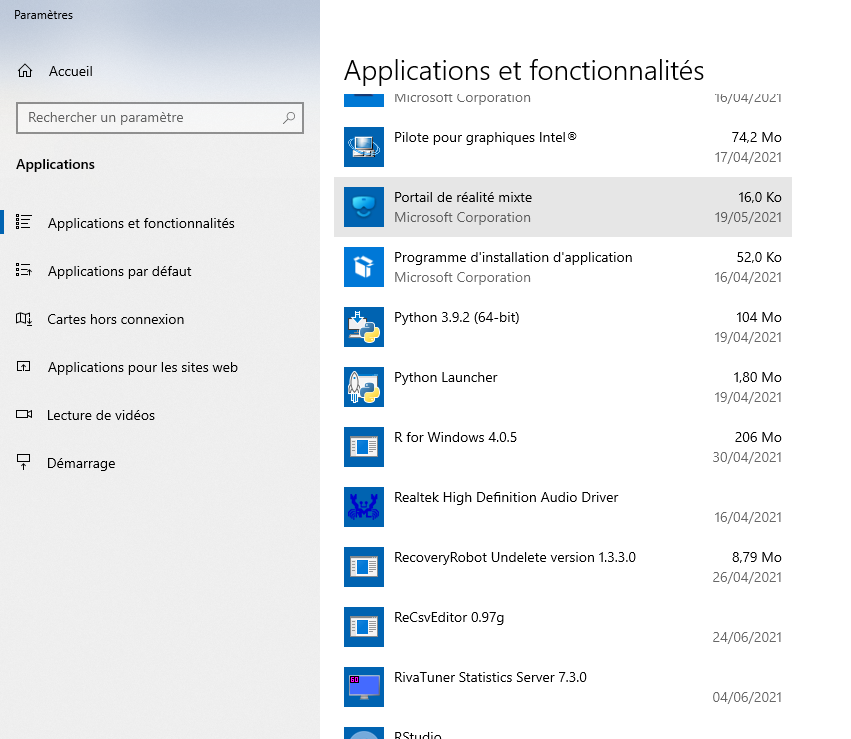 Paramètres
Accueil
Rechercher un paramètre
Applications
Applications et fonctionnalités
Applications par défaut
Cartes hors connexion
Applications pour les sites web
Lecture de vidéos
Démarrage
Applications et fonctionnalités
Microsoft Corporation 16/04/2021
Pilote pour graphiques Intel® 74,2 Mo
17/04/2021
Portail de réalité mixte 16,0 Ko
Microsoft Corporation 19/05/2021
Programme d'installation d'application 52,0 Ko
Microsoft Corporation 16/04/2021
Python 3.9.2 (64-bit) 104 Mo
19/04/2021
Python Launcher 1,80 Mo
19/04/2021
R for Windows 4.0.5 206 Mo
30/04/2021
Realtek High Definition Audio Driver
16/04/2021
RecoveryRobot Undelete version 1.3.3.0 8,79 Mo
26/04/2021
ReCsvEditor 0.97g
24/06/2021
60
RivaTuner Statistics Server 7.3.0
04/06/2021
RStudio